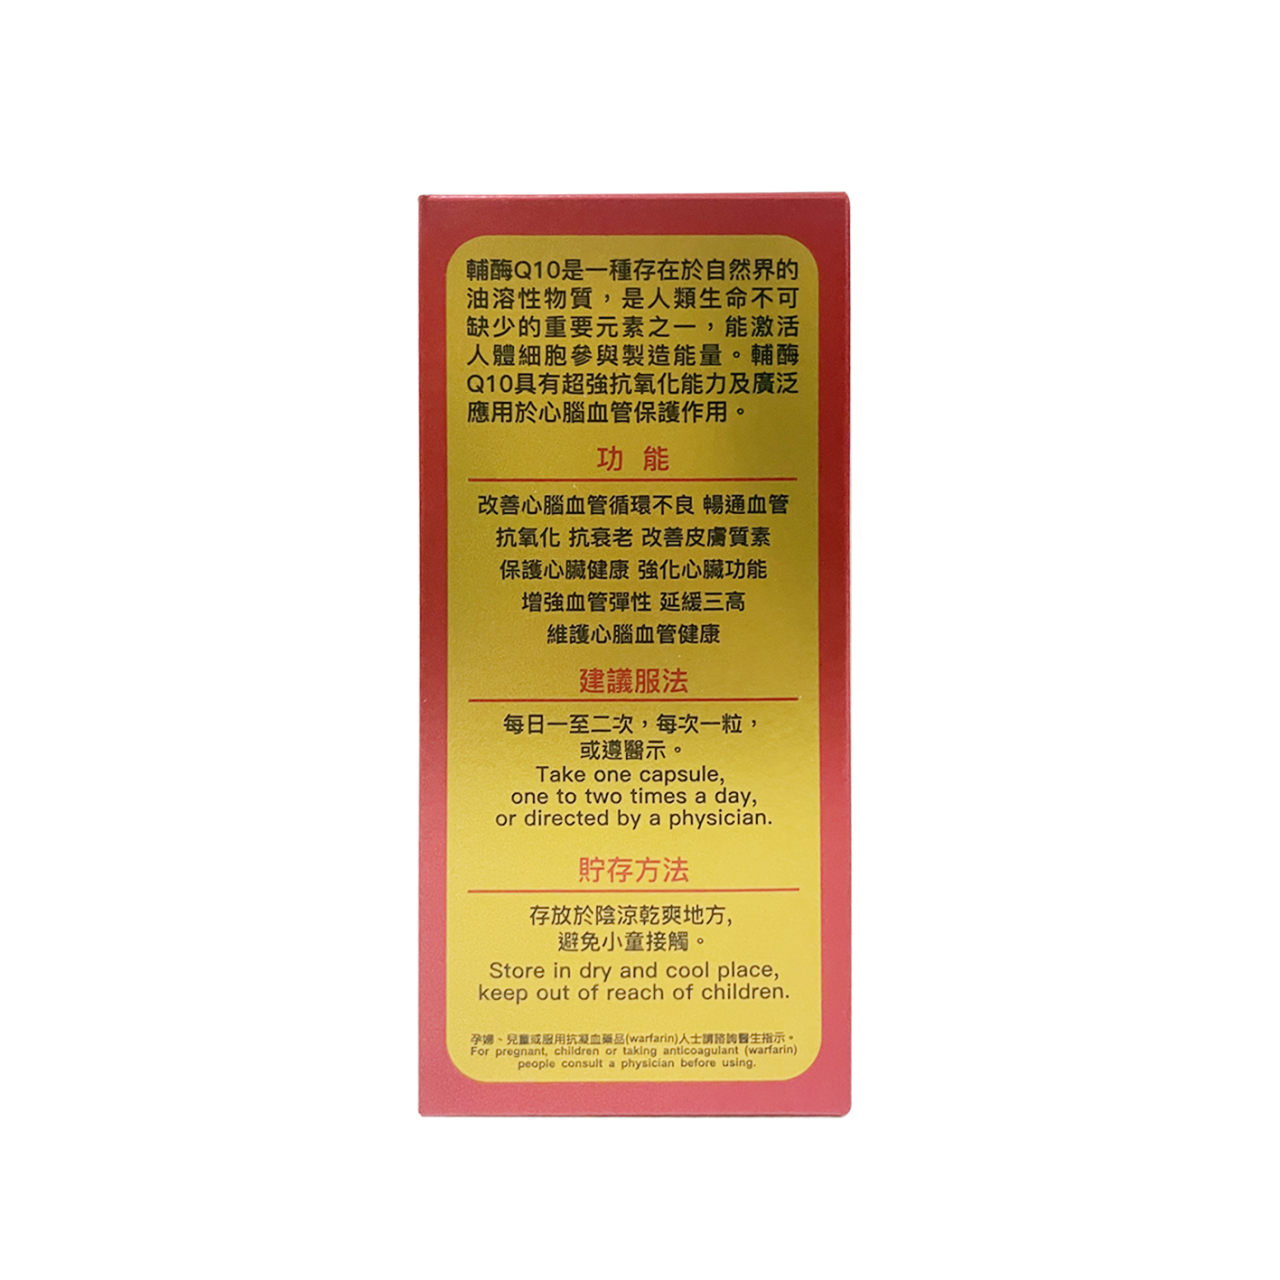 輔酶Q10是一種存在於自然界的
油溶性物質，是人類生命不可
缺少的重要元素之一，能激活
人體細胞參與製造能量。輔酶
Q10具有超強抗氧化能力及廣泛
應用於心腦血管保護作用。
功 能
改善心腦血管循環不良 暢通血管
抗氧化 抗衰老 改善皮膚質素
保護心臟健康 強化心臟功能
增強血管彈性 延緩三高
維護心腦血管健康
建議服法
每日一至二次，每次一粒，
或遵醫示。
Take one capsule,
one to two times a day,
or directed by a physician.
貯存方法
存放於陰涼乾爽地方,
避免小童接觸。
Store in dry and cool place,
keep out of reach of children.
孕婦、兒童或服用抗凝血藥品(warfarin)人士請諮詢醫生指示。
For pregnant, children or taking anticoagulant (warfarin)
people consult a physician before using.